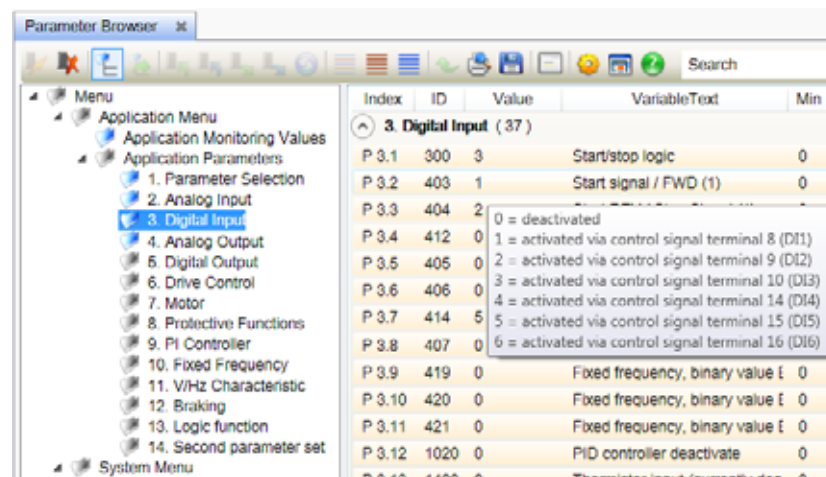 Parameter Browser
Search
Menu
Application Menu
Application Monitoring Values
Application Parameters
1. Parameter Selection
2. Analog Input
3. Digital Input
4. Analog Output
5. Digital Output
6. Drive Control
7. Motor
8. Protective Functions
9. PI Controller
10. Fixed Frequency
11. V/Hz Characteristic
12. Braking
13. Logic function
14. Second parameter set
System Menu
Index ID Value VariableText Min
3. Digital Input (37)
P 3.1 300 3 Start/stop logic 0
P 3.2 403 1 Start signal / FWD (1) 0
P 3.3 404 2
P 3.4 412 0
P 3.5 405 0
P 3.6 406 0
P 3.7 414 5
P 3.8 407 0
0 = deactivated
1 = activated via control signal terminal 8 (DI1)
2 = activated via control signal terminal 9 (DI2)
3 = activated via control signal terminal 10 (DI3)
4 = activated via control signal terminal 14 (DI4)
5 = activated via control signal terminal 15 (DI5)
6 = activated via control signal terminal 16 (DI6)
P 3.9 419 0 Fixed frequency, binary value 0
P 3.10 420 0 Fixed frequency, binary value 0
P 3.11 421 0 Fixed frequency, binary value 0
P 3.12 1020 0 PID controller deactivate 0